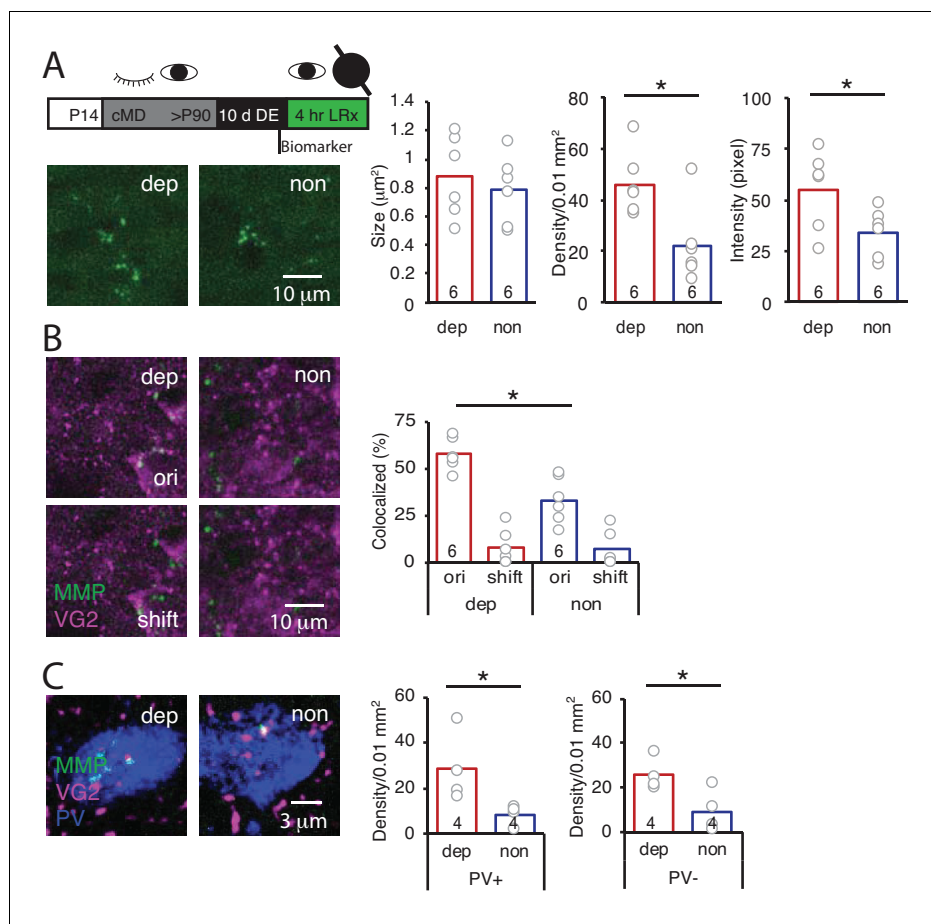 A
P14 cMD >P90 10 d DE 4 hr LRx
Biomarker
dep non
10 µm
Size (µm²)
1.4
1.2
1
0.8
0.6
0.4
0.2
0
6 6
dep non
Density/0.01 mm²
80
60
40
20
0
*
6 6
dep non
Intensity (pixel)
100
75
50
25
0
*
6 6
dep non
B
dep non
ori
MMP
VG2 shift
10 µm
Colocalized (%)
75
50
25
0
*
6 6
ori shift ori shift
dep non
C
dep non
MMP
VG2
PV
3 µm
Density/0.01 mm²
60
40
20
0
*
4 4
dep non
PV+
Density/0.01 mm²
60
40
20
0
*
4 4
dep non
PV-